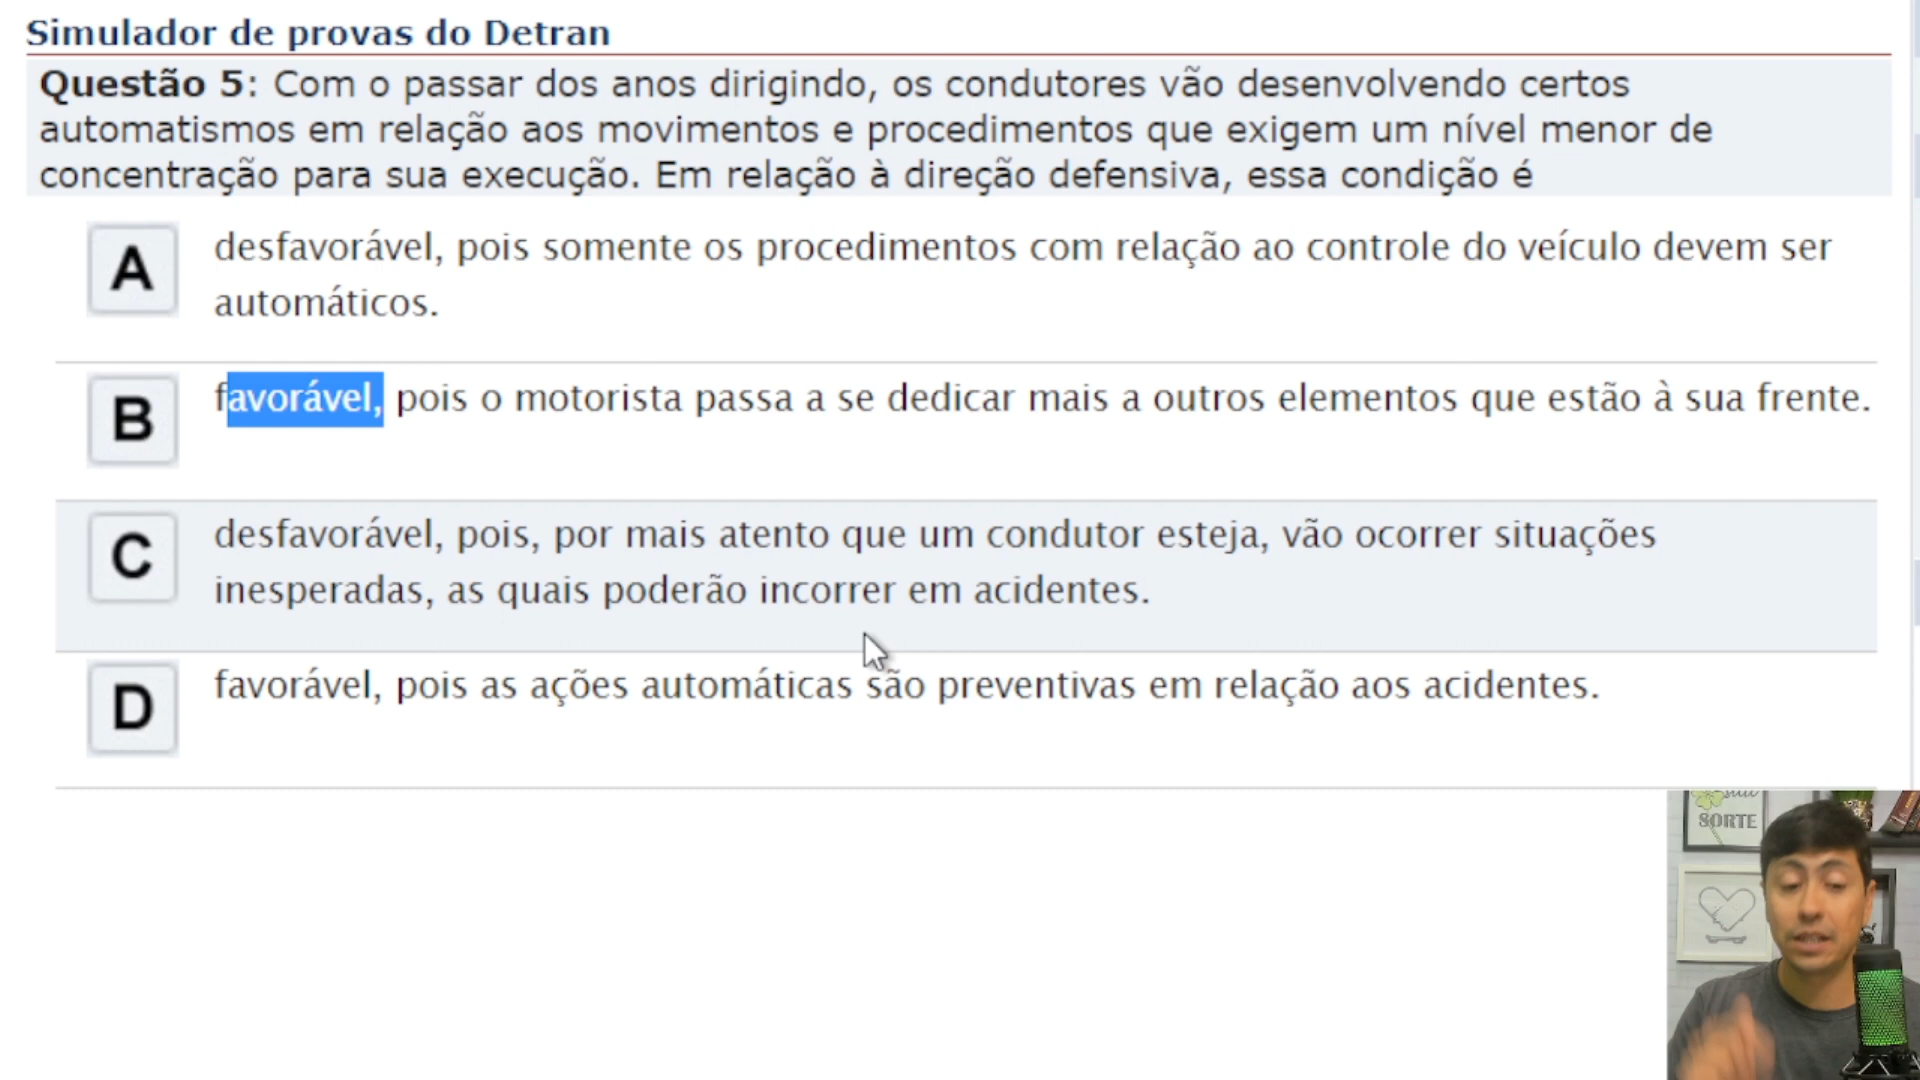 Simulador de provas do Detran
Questão 5: Com o passar dos anos dirigindo, os condutores vão desenvolvendo certos
automatismos em relação aos movimentos e procedimentos que exigem um nível menor de
concentração para sua execução. Em relação à direção defensiva, essa condição é
A
desfavorável, pois somente os procedimentos com relação ao controle do veículo devem ser
automáticos.
B
favorável, pois o motorista passa a se dedicar mais a outros elementos que estão à sua frente.
C
desfavorável, pois, por mais atento que um condutor esteja, vão ocorrer situações
inesperadas, as quais poderão incorrer em acidentes.
D
favorável, pois as ações automáticas são preventivas em relação aos acidentes.
SORTE